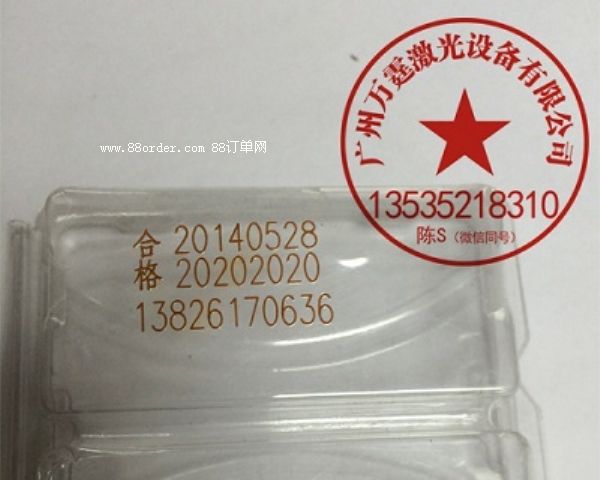 广州万霆激光设备有限公司
13535218310
陈S（微信同号）
www.88order.com 88订单网
合 20140528
格 20202020
13826170636